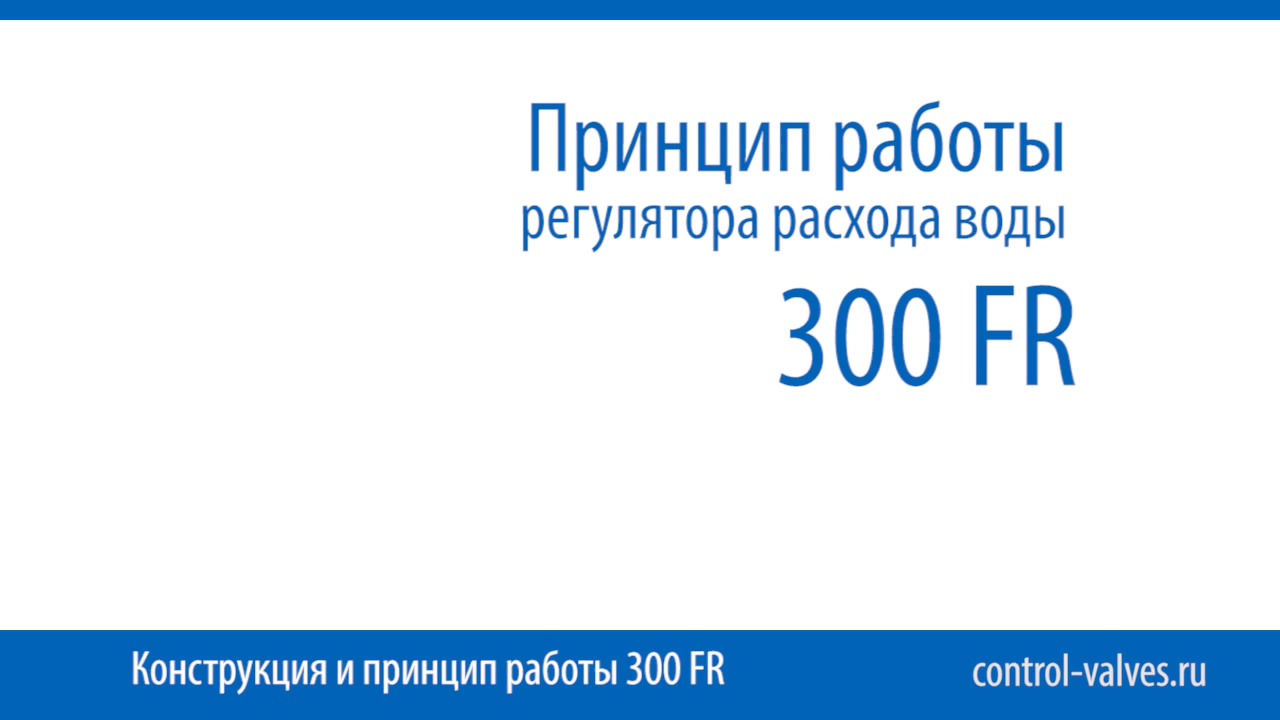 Принцип работы
регулятора расхода воды
300 FR
Конструкция и принцип работы 300 FR
control-valves.ru